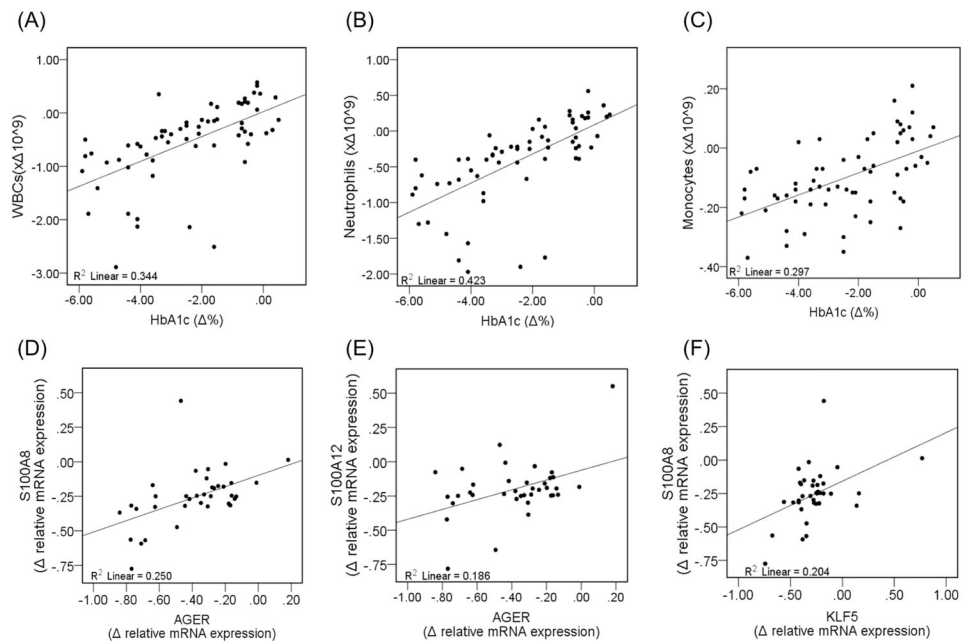 (A)
WBCs(xΔ10^9)
1.00
.00
-1.00
-2.00
-3.00
R² Linear = 0.344
-6.00 -4.00 -2.00 .00
HbA1c (Δ%)
(B)
Neutrophils (xΔ10^9)
1.00
.50
.00
-.50
-1.00
-1.50
-2.00
R² Linear = 0.423
-6.00 -4.00 -2.00 .00
HbA1c (Δ%)
(C)
Monocytes (xΔ10^9)
.20
.00
-.20
-.40
R² Linear = 0.297
-6.00 -4.00 -2.00 .00
HbA1c (Δ%)
(D)
S100A8
(Δ relative mRNA expression)
.50
.25
.00
-.25
-.50
-.75
R² Linear = 0.250
-1.00 -.80 -.60 -.40 -.20 .00 .20
AGER
(Δ relative mRNA expression)
(E)
S100A12
(Δ relative mRNA expression)
.50
.25
.00
-.25
-.50
-.75
R² Linear = 0.186
-1.00 -.80 -.60 -.40 -.20 .00 .20
AGER
(Δ relative mRNA expression)
(F)
S100A8
(Δ relative mRNA expression)
.50
.25
.00
-.25
-.50
-.75
R² Linear = 0.204
-1.00 -.50 .00 .50 1.00
KLF5
(Δ relative mRNA expression)